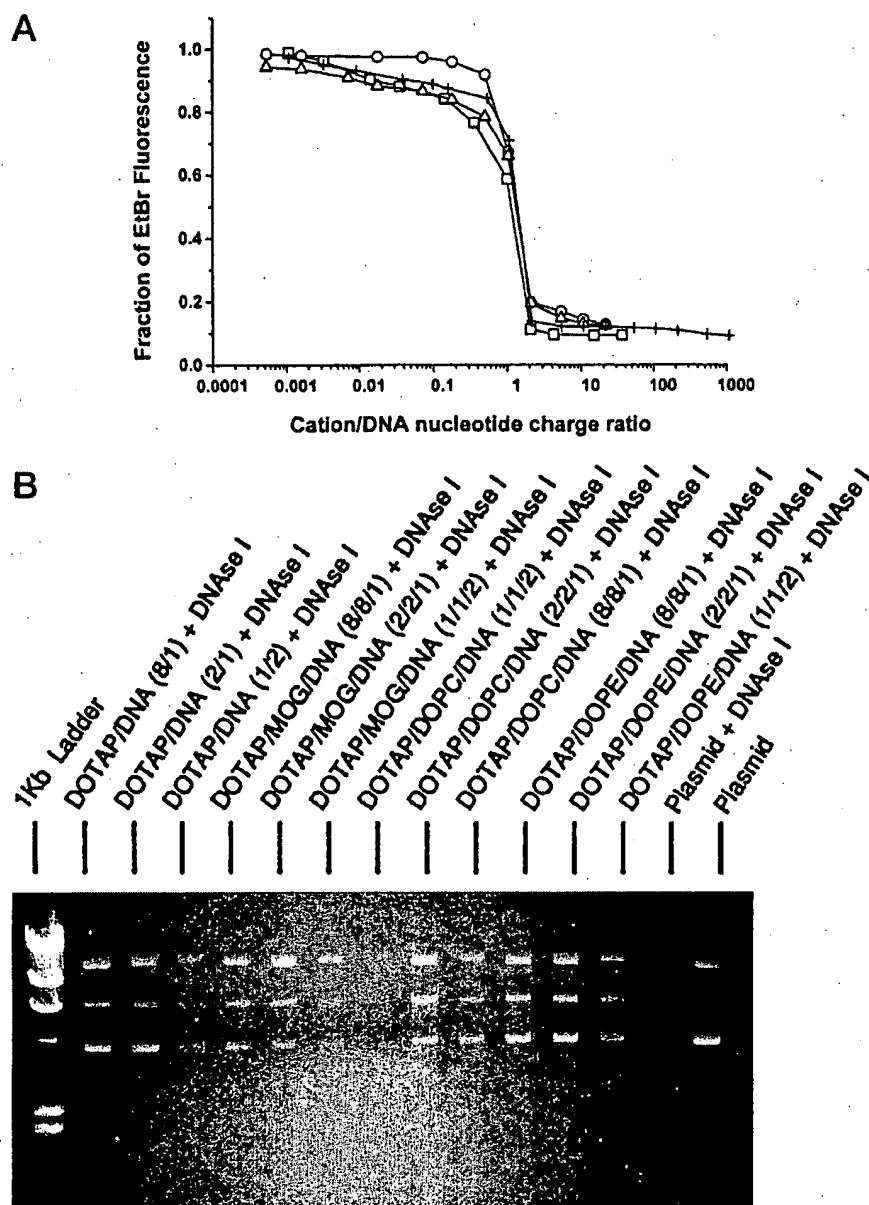 A
Fraction of EtBr Fluorescence
1.0
0.8
0.6
0.4
0.2
0.0
0.0001 0.001 0.01 0.1 1 10 100 1000
Cation/DNA nucleotide charge ratio
B
1Kb Ladder
DOTAP/DNA (8/1) + DNAse I
DOTAP/DNA (2/1) + DNAse I
DOTAP/DNA (1/2) + DNAse I
DOTAP/MOG/DNA (8/8/1) + DNAse I
DOTAP/MOG/DNA (2/2/1) + DNAse I
DOTAP/MOG/DNA (1/1/2) + DNAse I
DOTAP/DOPC/DNA (1/1/2) + DNAse I
DOTAP/DOPC/DNA (2/2/1) + DNAse I
DOTAP/DOPC/DNA (8/8/1) + DNAse I
DOTAP/DOPE/DNA (8/8/1) + DNAse I
DOTAP/DOPE/DNA (2/2/1) + DNAse I
DOTAP/DOPE/DNA (1/1/2) + DNAse I
Plasmid + DNAse I
Plasmid